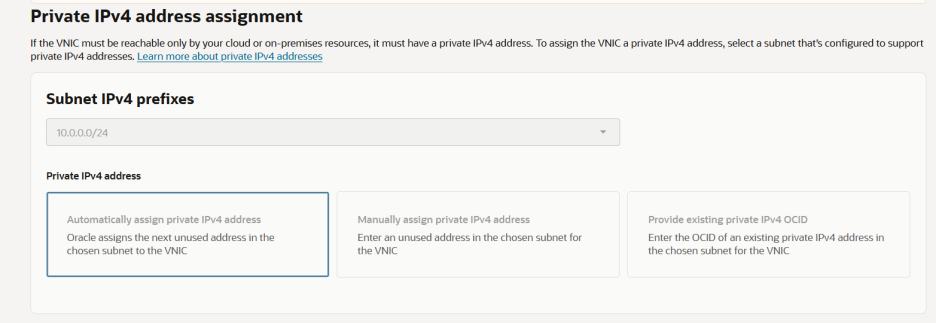 Private IPv4 address assignment
If the VNIC must be reachable only by your cloud or on-premises resources, it must have a private IPv4 address. To assign the VNIC a private IPv4 address, select a subnet that's configured to support
private IPv4 addresses. Learn more about private IPv4 addresses
Subnet IPv4 prefixes
10.0.0.0/24
Private IPv4 address
Automatically assign private IPv4 address
Oracle assigns the next unused address in the
chosen subnet to the VNIC
Manually assign private IPv4 address
Enter an unused address in the chosen subnet for
the VNIC
Provide existing private IPv4 OCID
Enter the OCID of an existing private IPv4 address in
the chosen subnet for the VNIC